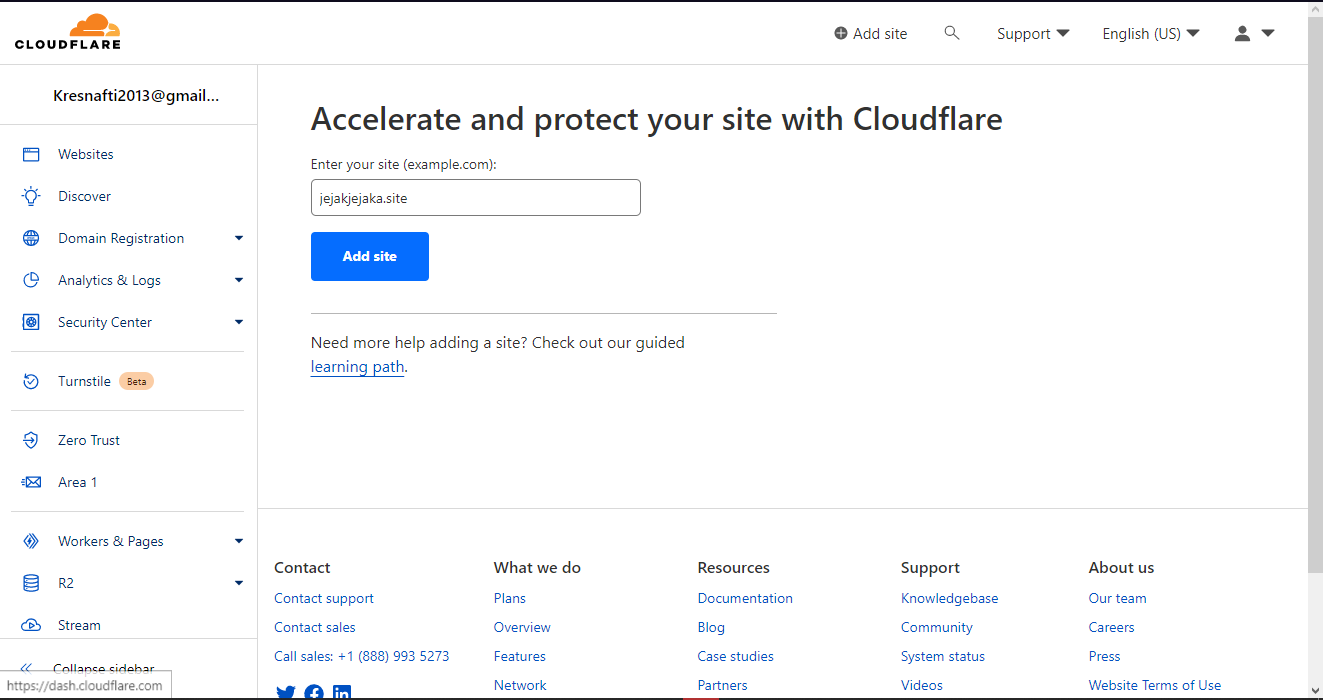 CLOUDFLARE
Add site
Support
English (US)
Kresnafti2013@gmail...
Websites
Discover
Domain Registration
Analytics & Logs
Security Center
Turnstile Beta
Zero Trust
Area 1
Workers & Pages
R2
Stream
Collapse sidebar
https://dash.cloudflare.com
Accelerate and protect your site with Cloudflare
Enter your site (example.com):
jejakjejaka.site
Add site
Need more help adding a site? Check out our guided
learning path.
Contact
Contact support
Contact sales
Call sales: +1 (888) 993 5273
What we do
Plans
Overview
Features
Network
Resources
Documentation
Blog
Case studies
Partners
Support
Knowledgebase
Community
System status
Videos
About us
Our team
Careers
Press
Website Terms of Use